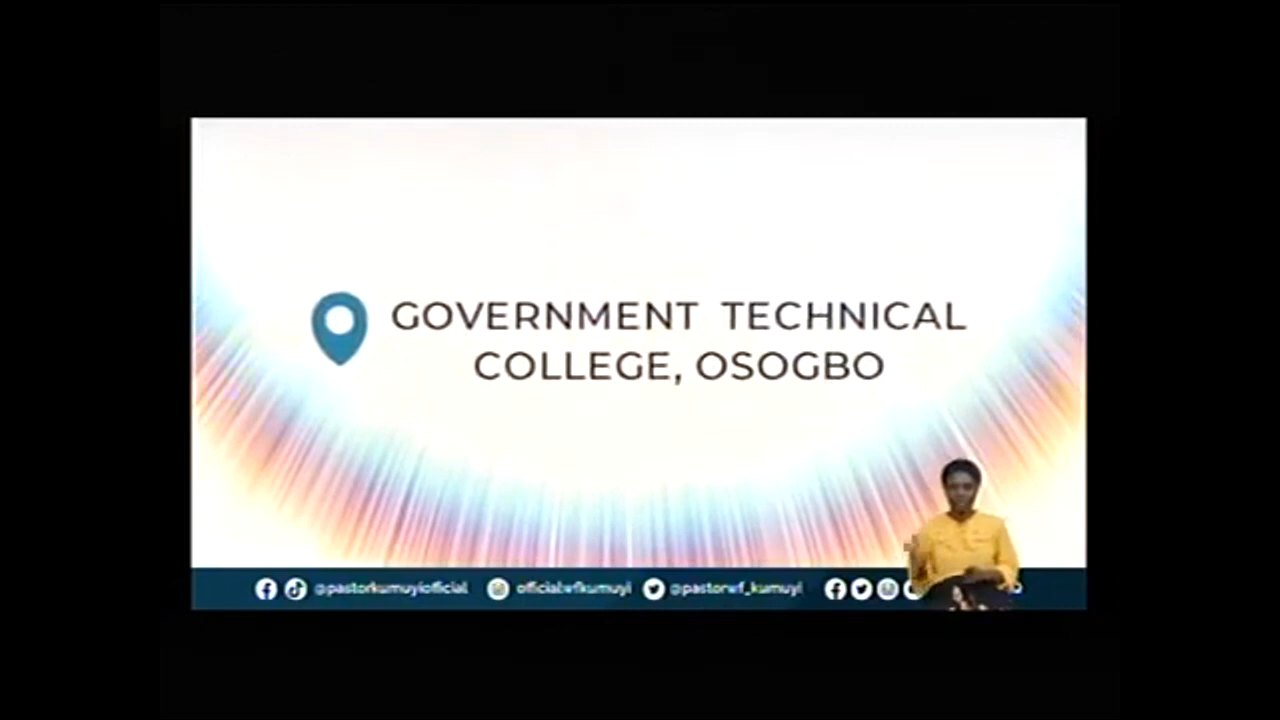 GOVERNMENT TECHNICAL
COLLEGE, OSOGBO
@pastorkumuyiofficial officialwfkumuyi @pastorwf_kumuyi